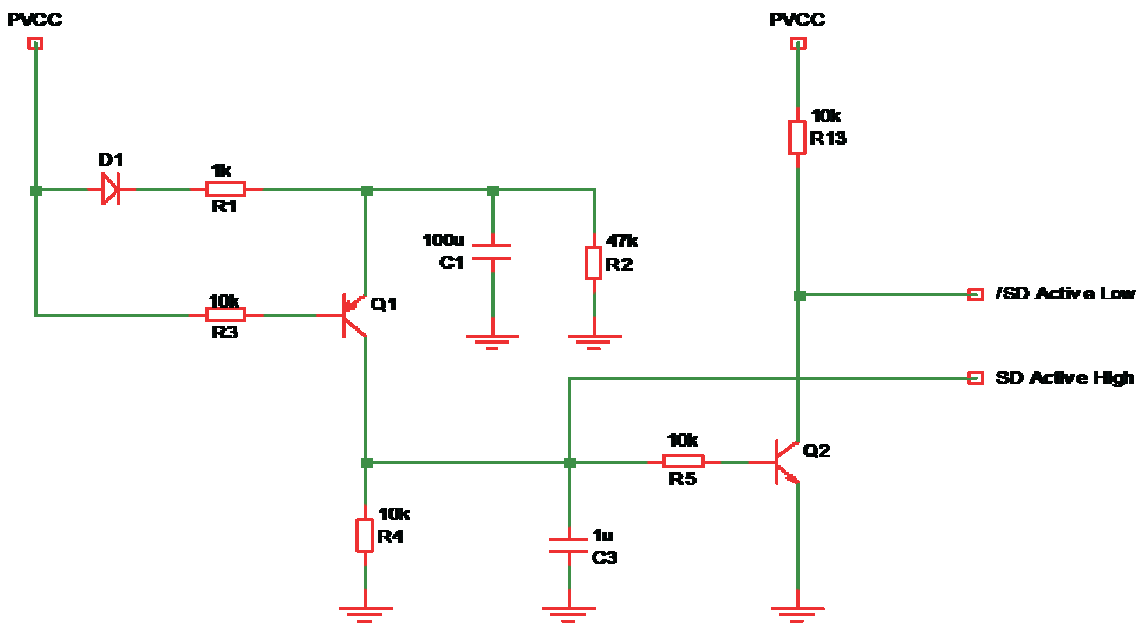 PVCC
PVCC
10k
R13
D1
1k
R1
100u
C1
47k
R2
10k
R3
Q1
/SD Active Low
SD Active High
10k
R5
Q2
10k
R4
1u
C3